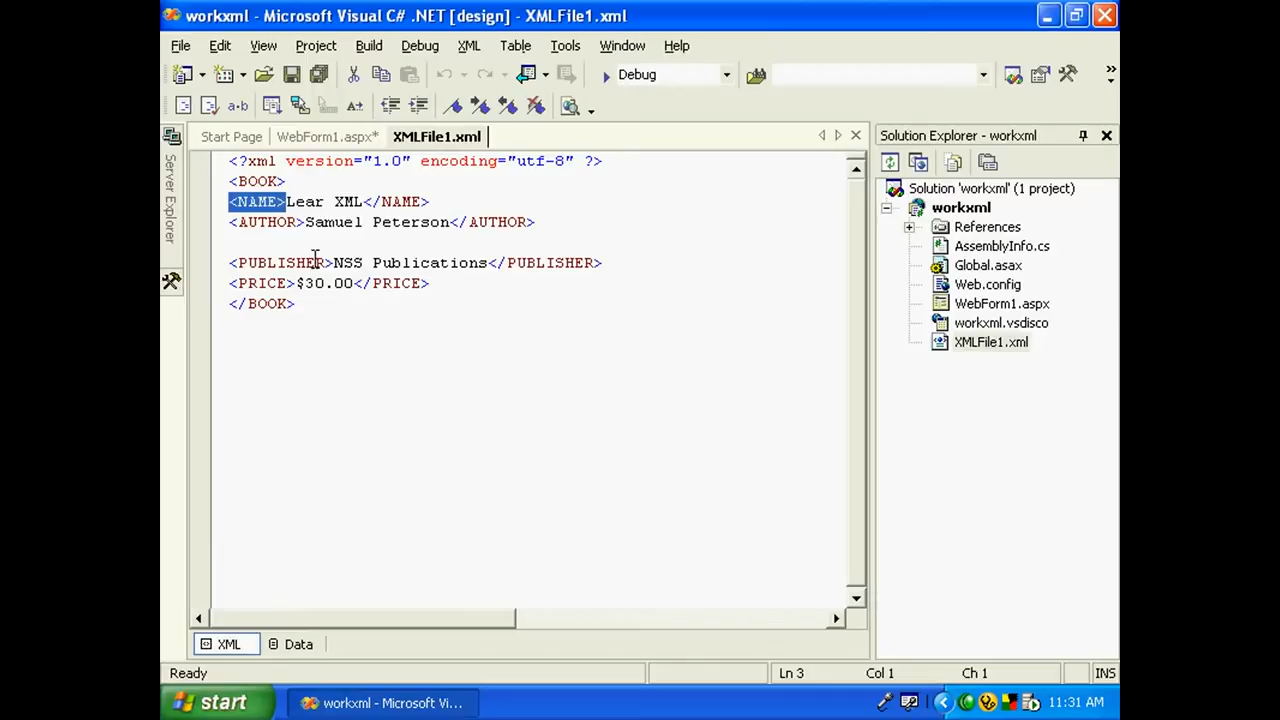 workxml - Microsoft Visual C# .NET [design] - XMLFile1.xml
File Edit View Project Build Debug XML Table Tools Window Help
Debug
Start Page WebForm1.aspx* XMLFile1.xml
Solution Explorer - workxml
Server Explorer
<?xml version="1.0" encoding="utf-8" ?>
<BOOK>
<NAME>Lear XML</NAME>
<AUTHOR>Samuel Peterson</AUTHOR>
<PUBLISHER>NSS Publications</PUBLISHER>
<PRICE>$30.00</PRICE>
</BOOK>
Solution 'workxml' (1 project)
workxml
References
AssemblyInfo.cs
Global.asax
Web.config
WebForm1.aspx
workxml.vsdisco
XMLFile1.xml
XML Data
Ready Ln 3 Col 1 Ch 1 INS
start workxml - Microsoft Vi... 11:31 AM